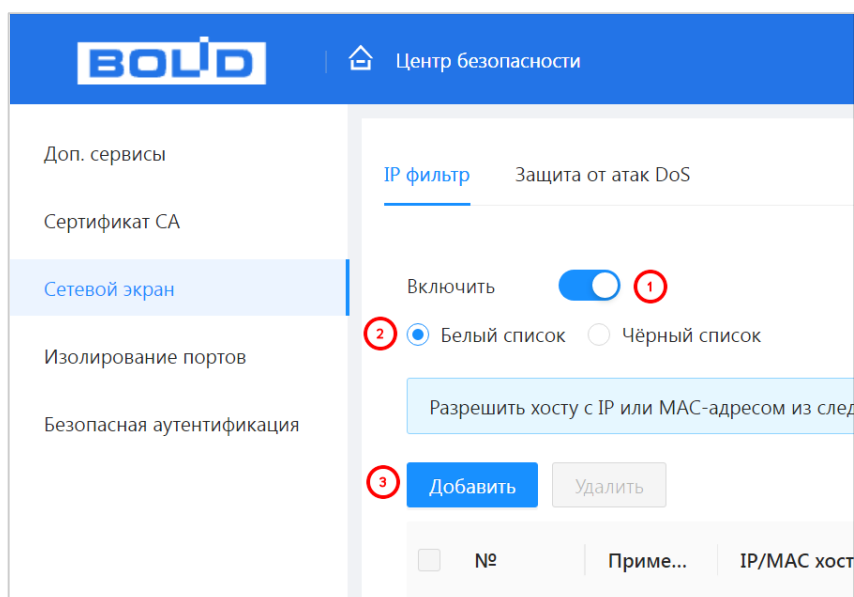 BOLID
Центр безопасности
Доп. сервисы
IP фильтр Защита от атак DoS
Сертификат CA
Сетевой экран
Включить 1
2 Белый список Чёрный список
Изолирование портов
Разрешить хосту с IP или MAC-адресом из след
Безопасная аутентификация
3 Добавить Удалить
№ Приме... IP/MAC хост